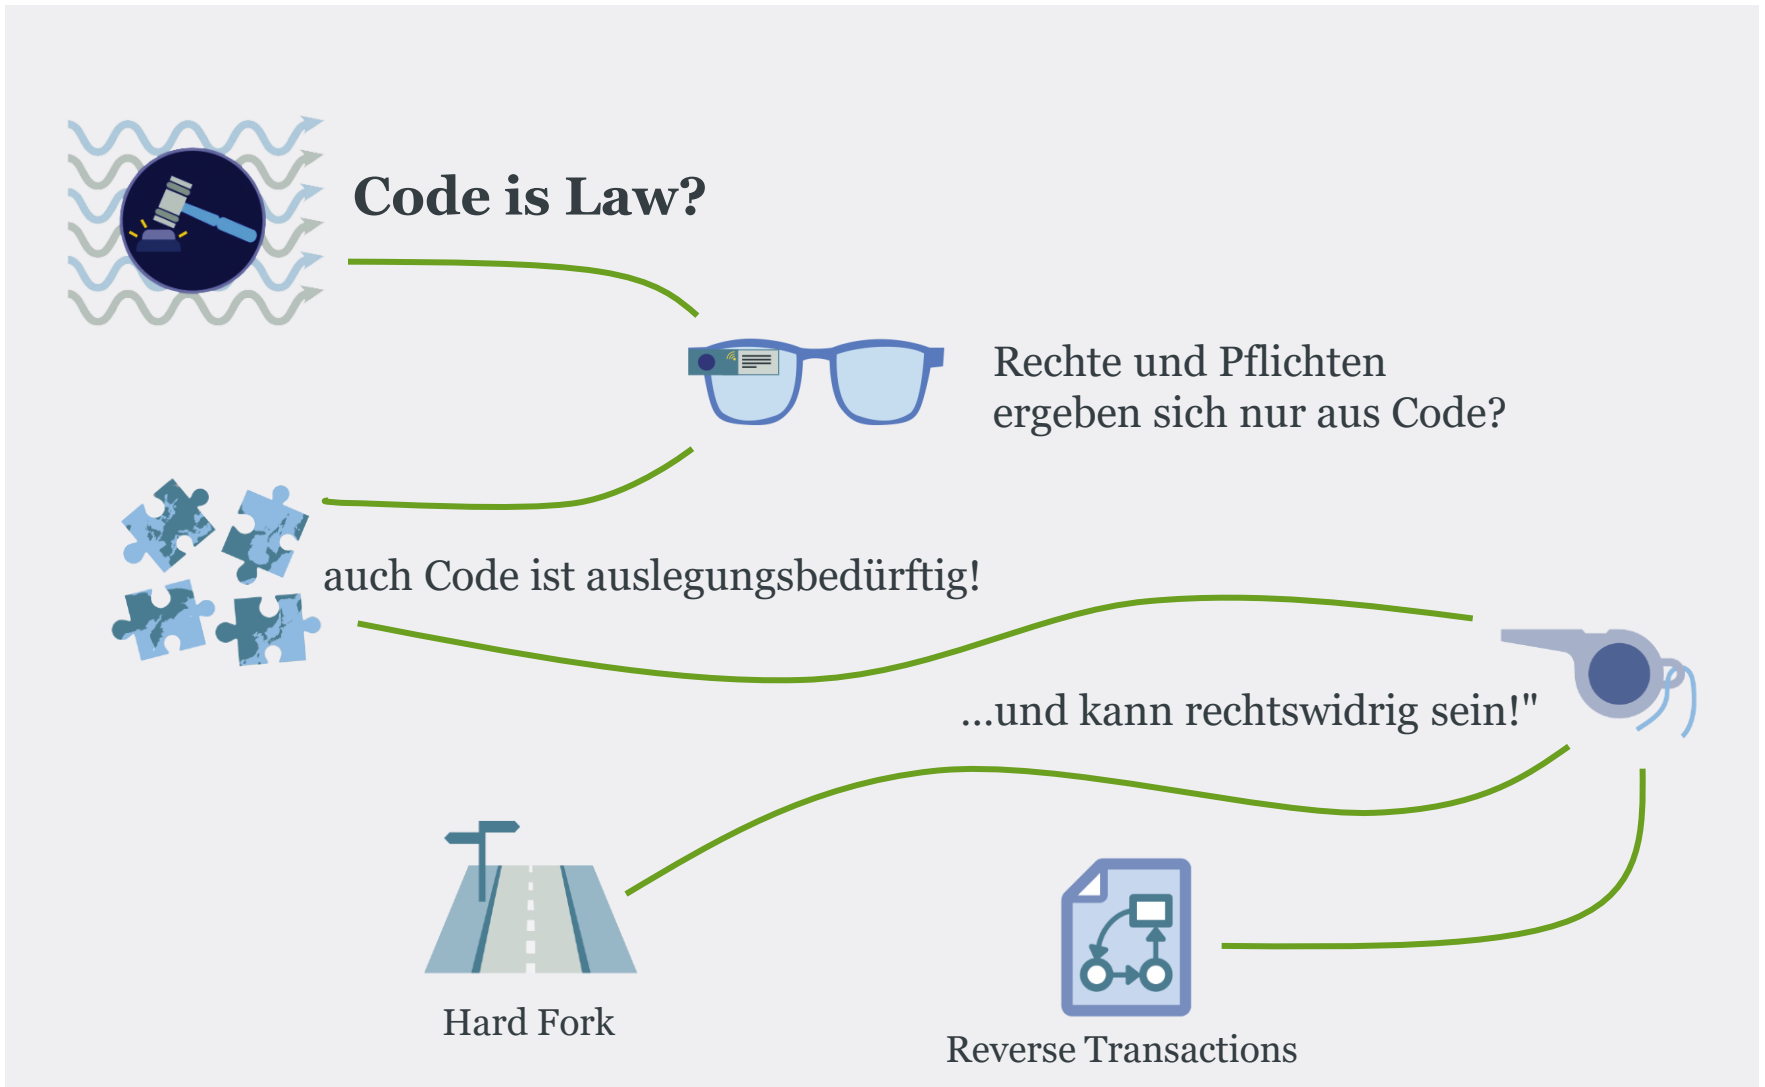 Code is Law?
Rechte und Pflichten
ergeben sich nur aus Code?
auch Code ist auslegungsbedürftig!
...und kann rechtswidrig sein!"
Hard Fork
Reverse Transactions